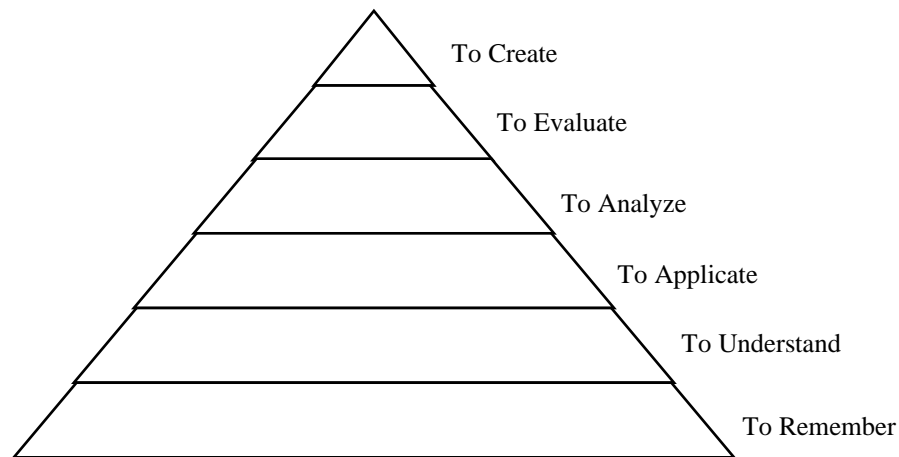 To Create
To Evaluate
To Analyze
To Applicate
To Understand
To Remember